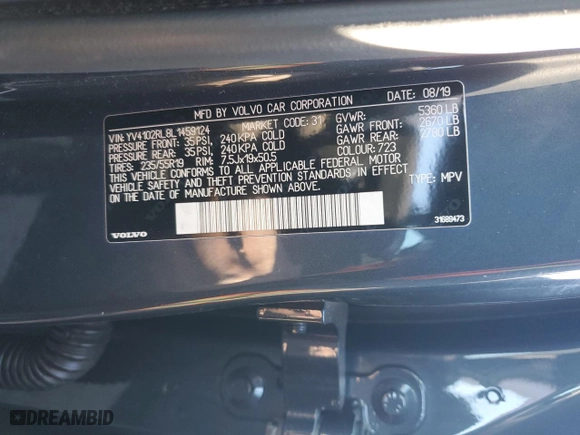 MFD BY VOLVO CAR CORPORATION DATE 08/19
VIN: YV4102RL8L1459124 MARKET CODE: 31 GVWR: 5360 LB
PRESSURE FRONT: 35 PSI, 240 KPA COLD GAWR FRONT: 2670 LB
PRESSURE REAR: 35 PSI, 240 KPA COLD GAWR REAR: 2780 LB
TIRES: 235/55R19 RIM: 7.5Jx19x50.5 COLOUR: 723
THIS VEHICLE CONFORMS TO ALL APPLICABLE FEDERAL MOTOR
VEHICLE SAFETY AND THEFT PREVENTION STANDARDS IN EFFECT
ON THE DATE OF MANUFACTURE SHOWN ABOVE. TYPE: MPV
VOLVO 31689473
DREAMBID